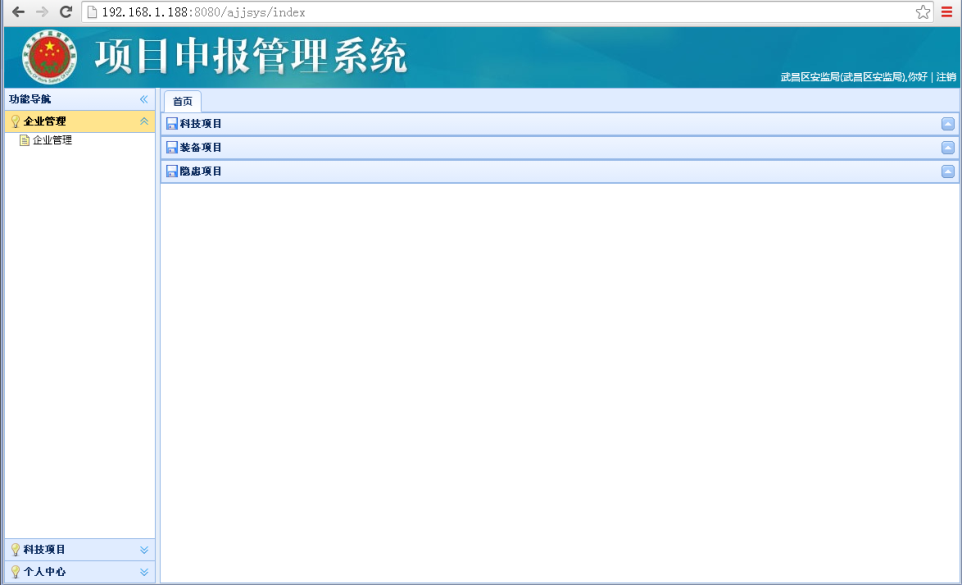 192.168.1.188:8080/ajjsys/index
项目申报管理系统
武昌区安监局(武昌区安监局),你好 | 注销
功能导航
首页
企业管理
企业管理
科技项目
装备项目
隐患项目
科技项目
个人中心